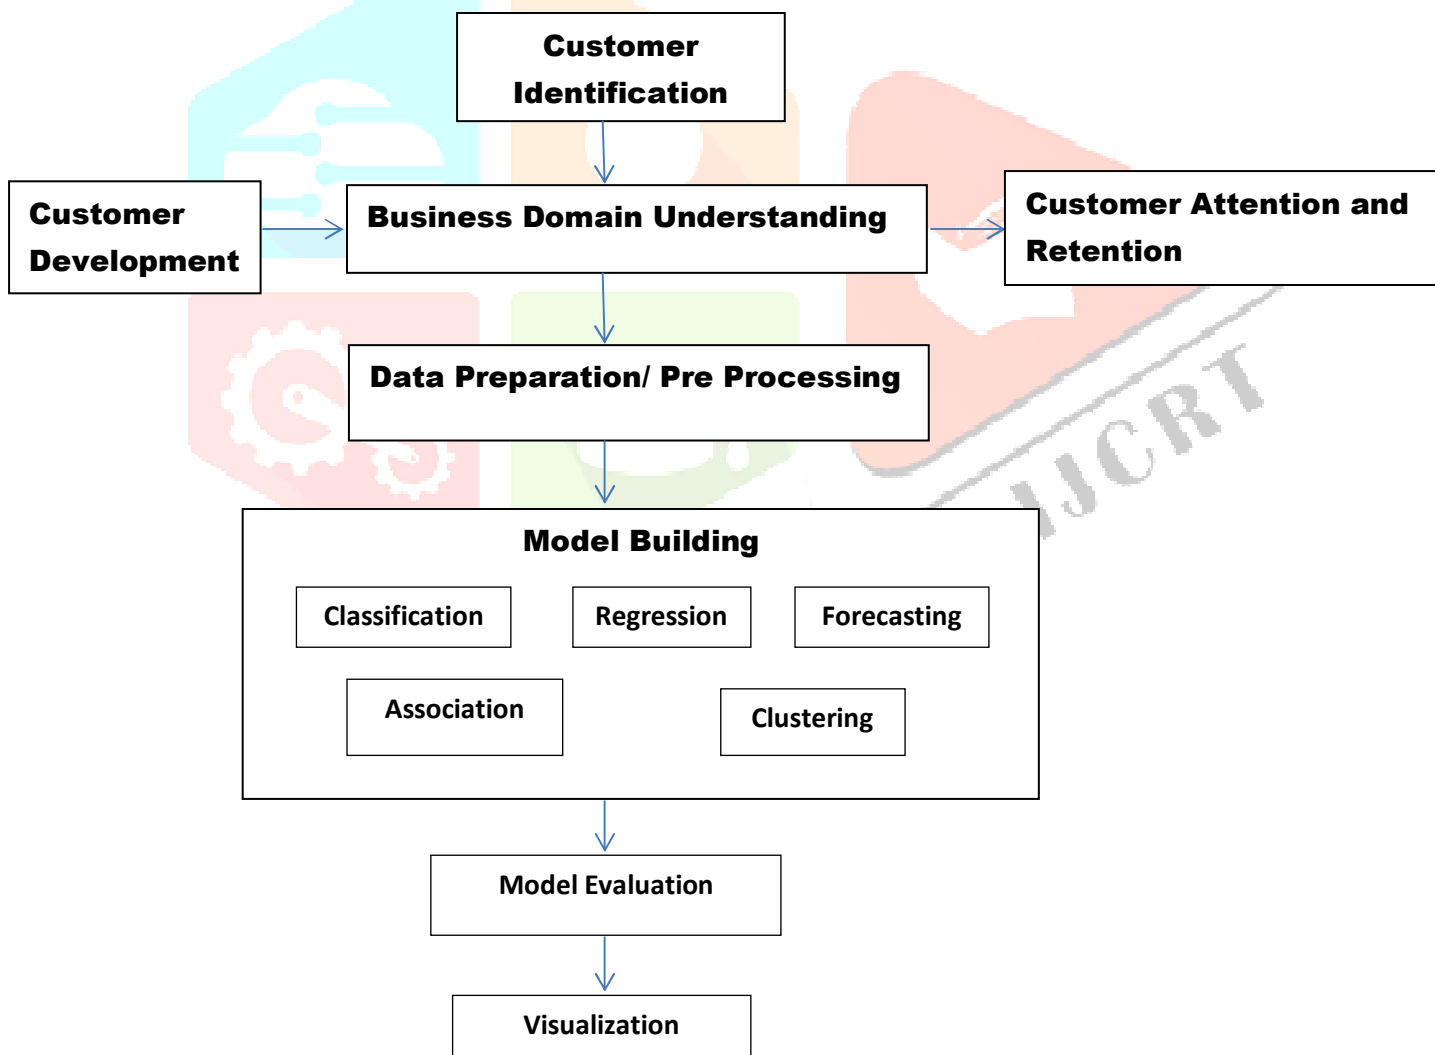 Customer
Identification
Customer
Development
Business Domain Understanding
Customer Attention and
Retention
Data Preparation/ Pre Processing
IJCRT
Model Building
Classification
Regression
Forecasting
Association
Clustering
Model Evaluation
Visualization